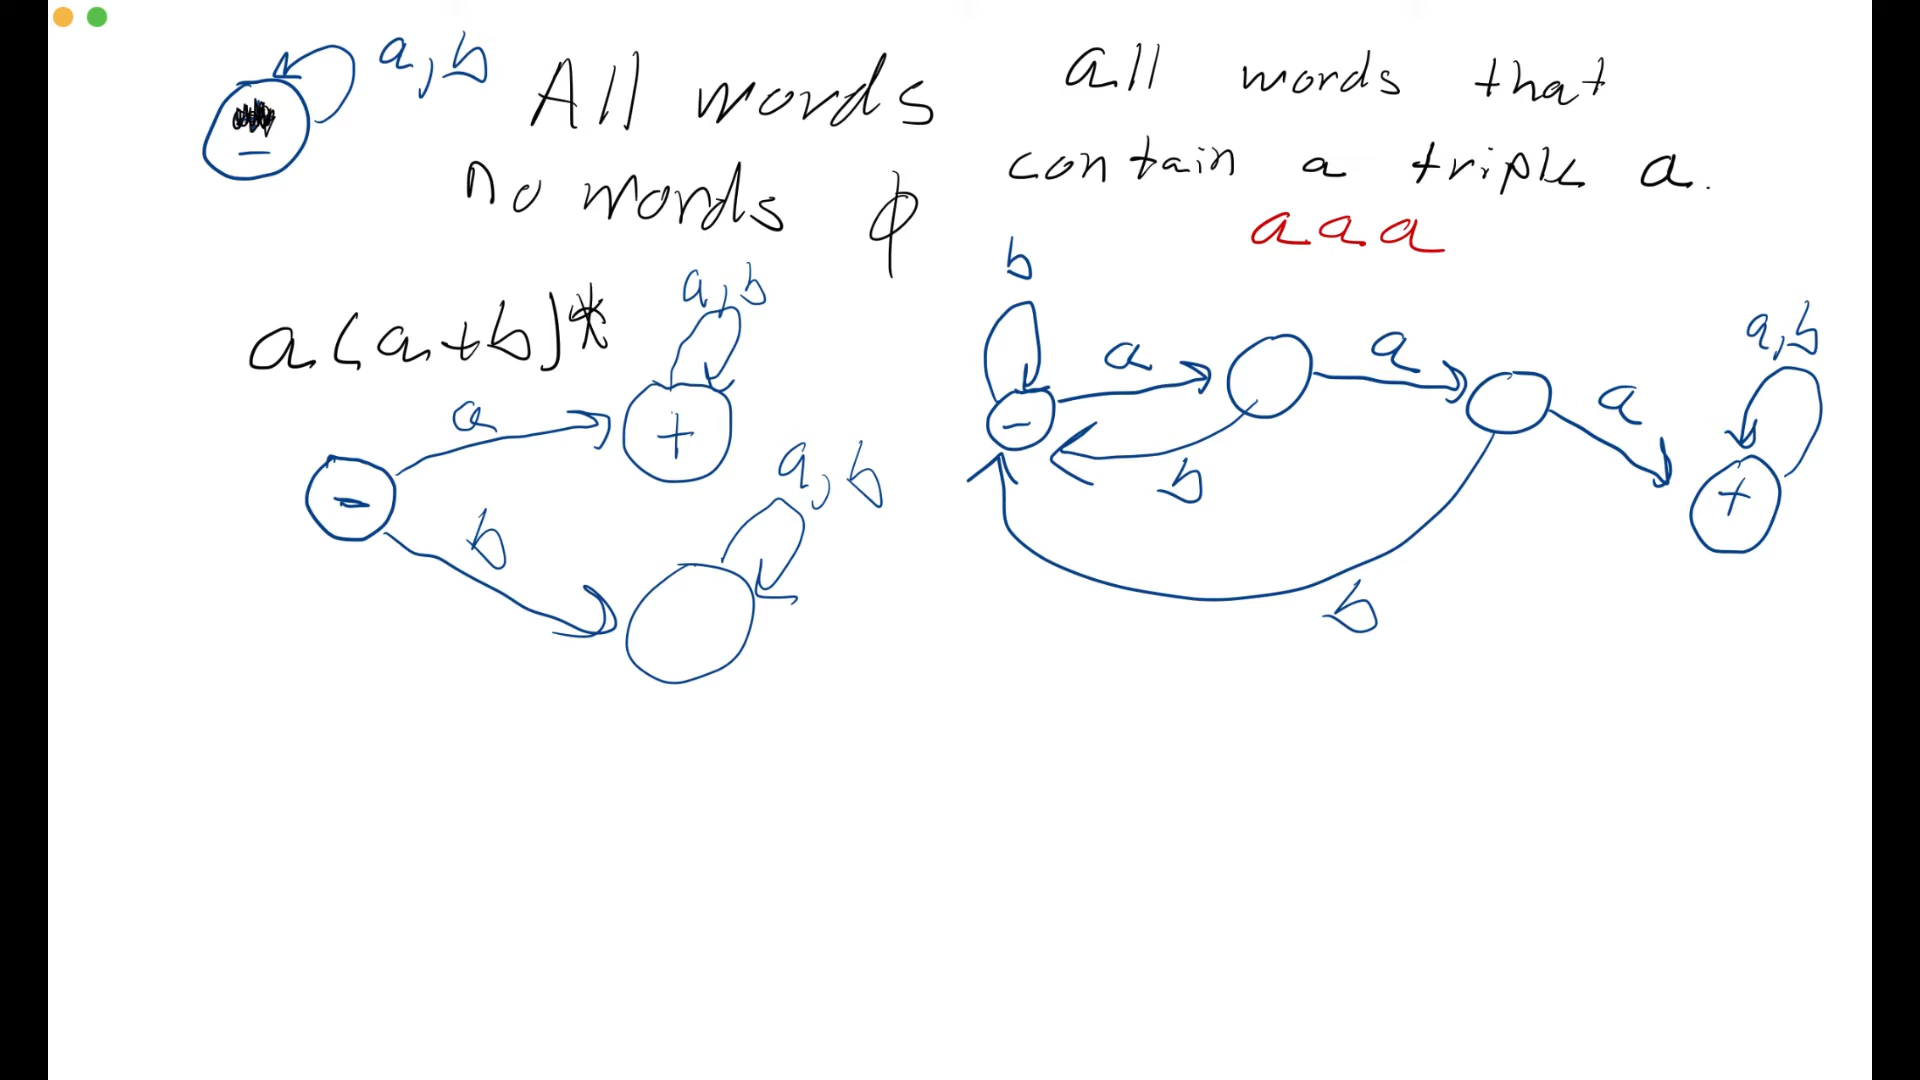 a, b
All words
no words ϕ
a(a+b)*
a
b
-
+
a, b
a, b
-
all words that
contain a triple a.
aaa
b
a
a
a
a, b
-
+
b
b